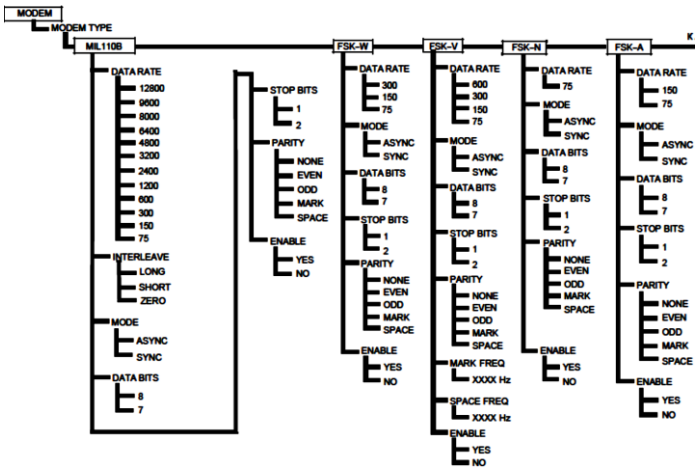 MODEM
MODEM TYPE
MIL110B
DATA RATE
12800
9600
8000
6400
4800
3200
2400
1200
600
300
150
75
INTERLEAVE
LONG
SHORT
ZERO
MODE
ASYNC
SYNC
DATA BITS
8
7
STOP BITS
1
2
PARITY
NONE
EVEN
ODD
MARK
SPACE
ENABLE
YES
NO
FSK-W
DATA RATE
300
150
75
MODE
ASYNC
SYNC
DATA BITS
8
7
STOP BITS
1
2
PARITY
NONE
EVEN
ODD
MARK
SPACE
ENABLE
YES
NO
FSK-V
DATA RATE
600
300
150
75
MODE
ASYNC
SYNC
DATA BITS
8
7
STOP BITS
1
2
PARITY
NONE
EVEN
ODD
MARK
SPACE
MARK FREQ
XXXX Hz
SPACE FREQ
XXXX Hz
ENABLE
YES
NO
FSK-N
DATA RATE
75
MODE
ASYNC
SYNC
DATA BITS
8
7
STOP BITS
1
2
PARITY
NONE
EVEN
ODD
MARK
SPACE
ENABLE
YES
NO
FSK-A
DATA RATE
150
75
MODE
ASYNC
SYNC
DATA BITS
8
7
STOP BITS
1
2
PARITY
NONE
EVEN
ODD
MARK
SPACE
ENABLE
YES
NO
K